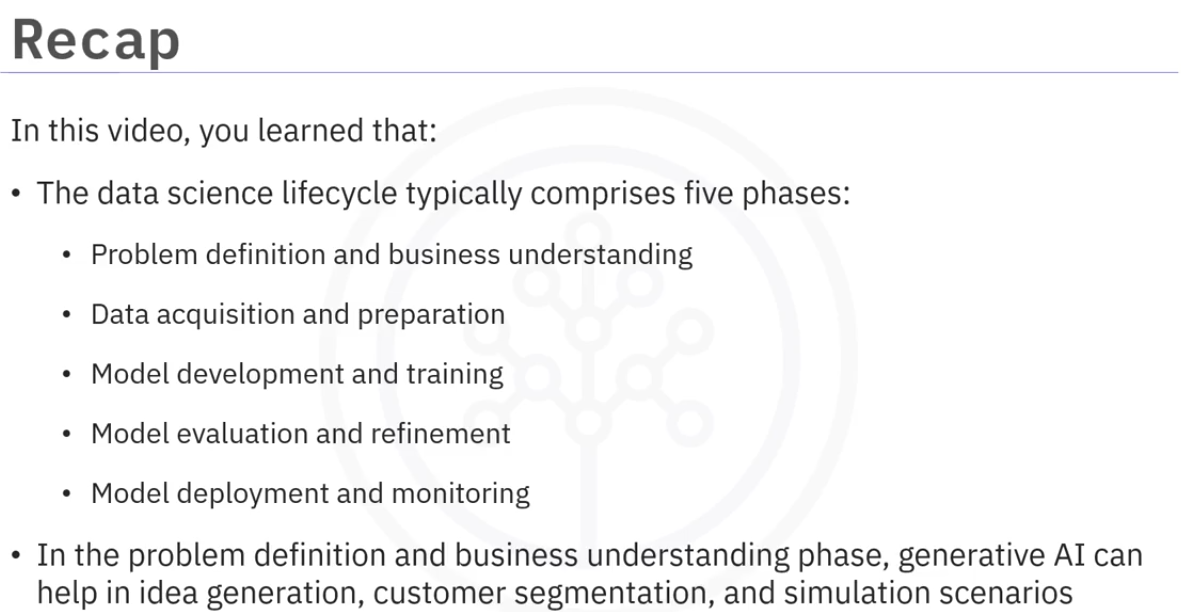 Recap
In this video, you learned that:
• The data science lifecycle typically comprises five phases:
• Problem definition and business understanding
• Data acquisition and preparation
• Model development and training
• Model evaluation and refinement
• Model deployment and monitoring
• In the problem definition and business understanding phase, generative AI can
help in idea generation, customer segmentation, and simulation scenarios